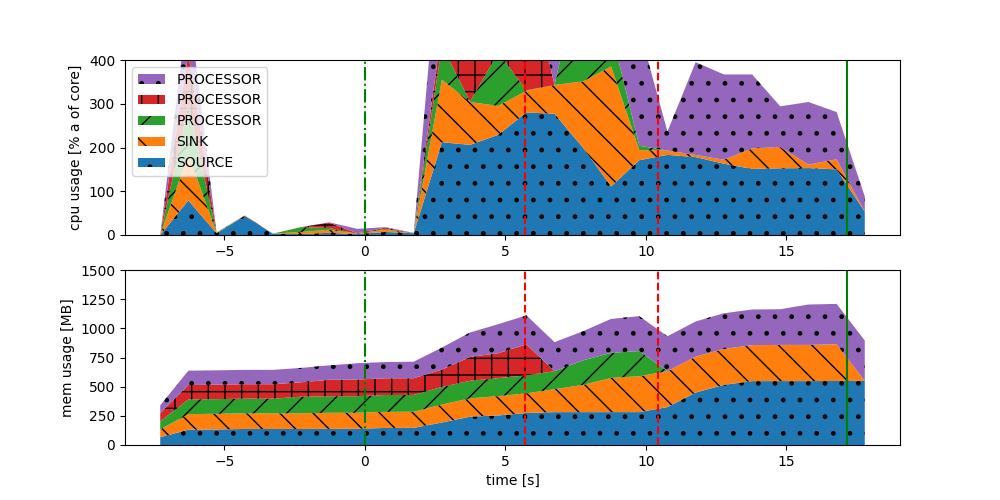 cpu usage [% a of core]
400
300
200
100
0
PROCESSOR
PROCESSOR
PROCESSOR
SINK
SOURCE
−5
0
5
10
15
mem usage [MB]
1500
1250
1000
750
500
250
0
−5
0
5
10
15
time [s]